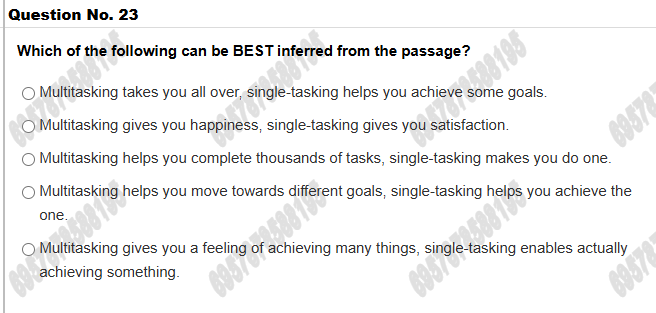 Question No. 23
Which of the following can be BEST inferred from the passage?
Multitasking takes you all over, single-tasking helps you achieve some goals.
Multitasking gives you happiness, single-tasking gives you satisfaction.
Multitasking helps you complete thousands of tasks, single-tasking makes you do one.
Multitasking helps you move towards different goals, single-tasking helps you achieve the
one.
Multitasking gives you a feeling of achieving many things, single-tasking enables actually
achieving something.